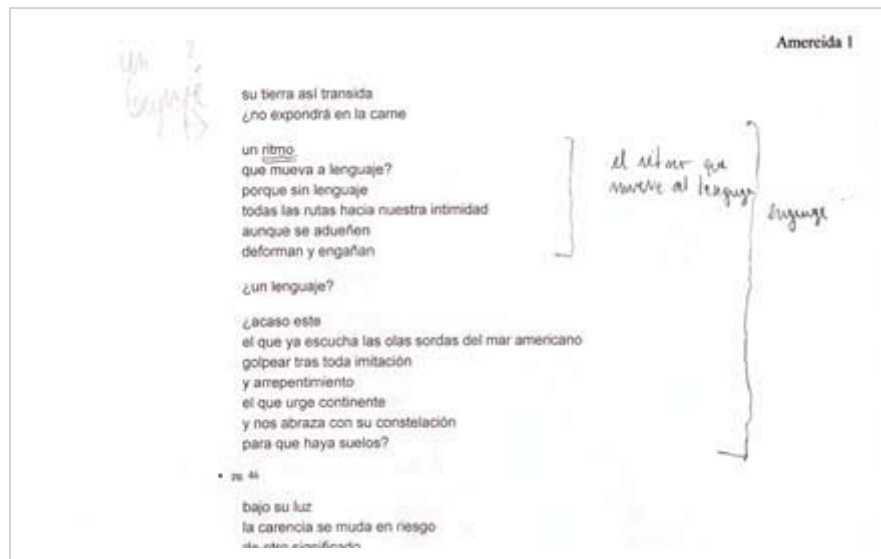 Amereida 1
un ?
lenguaje
su tierra así transida
¿no expondrá en la carne
un ritmo
que mueva a lenguaje?
porque sin lenguaje
todas las rutas hacia nuestra intimidad
aunque se adueñen
deforman y engañan
el ritmo que
mueve al lenguaje
lenguaje
¿un lenguaje?
¿acaso este
el que ya escucha las olas sordas del mar americano
golpear tras toda imitación
y arrepentimiento
el que urge continente
y nos abraza con su constelación
para que haya suelos?
bajo su luz
la carencia se muda en riesgo
de otro significado